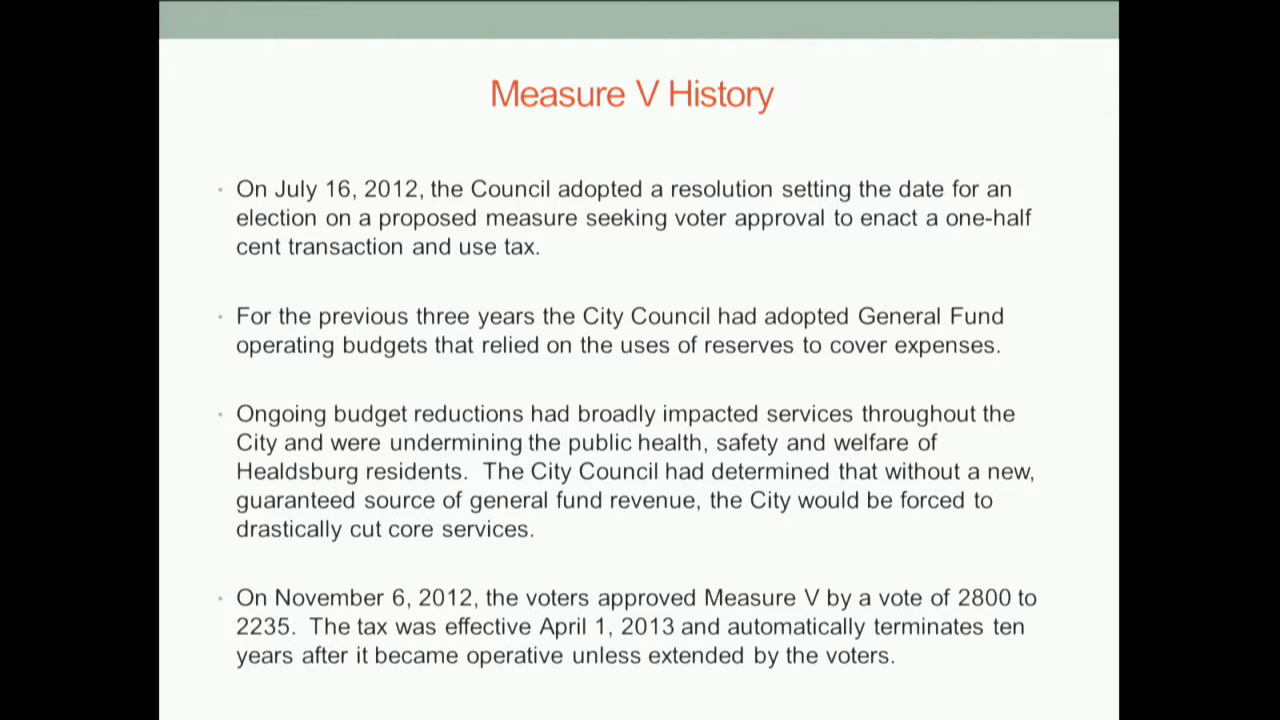 Measure V History
· On July 16, 2012, the Council adopted a resolution setting the date for an
election on a proposed measure seeking voter approval to enact a one-half
cent transaction and use tax.
· For the previous three years the City Council had adopted General Fund
operating budgets that relied on the uses of reserves to cover expenses.
· Ongoing budget reductions had broadly impacted services throughout the
City and were undermining the public health, safety and welfare of
Healdsburg residents.  The City Council had determined that without a new,
guaranteed source of general fund revenue, the City would be forced to
drastically cut core services.
· On November 6, 2012, the voters approved Measure V by a vote of 2800 to
2235.  The tax was effective April 1, 2013 and automatically terminates ten
years after it became operative unless extended by the voters.